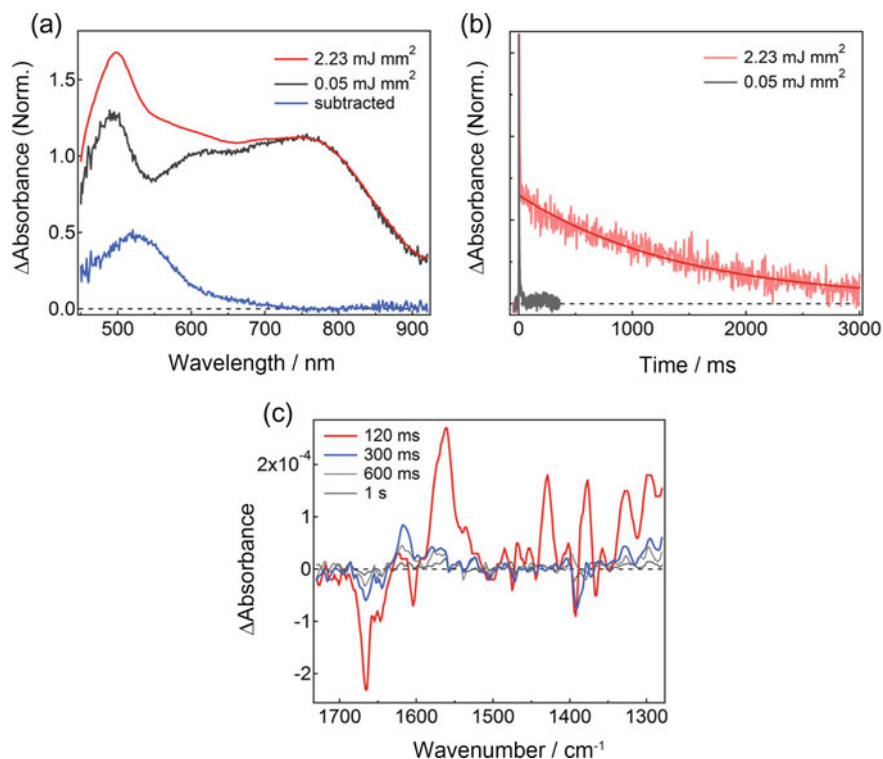 (a)
2.23 mJ mm²
0.05 mJ mm²
subtracted
ΔAbsorbance (Norm.)
1.5
1.0
0.5
0.0
500 600 700 800 900
Wavelength / nm
(b)
2.23 mJ mm²
0.05 mJ mm²
ΔAbsorbance (Norm.)
0 1000 2000 3000
Time / ms
(c)
120 ms
300 ms
600 ms
1 s
ΔAbsorbance
2x10⁻⁴
1
0
-1
-2
1700 1600 1500 1400 1300
Wavenumber / cm⁻¹